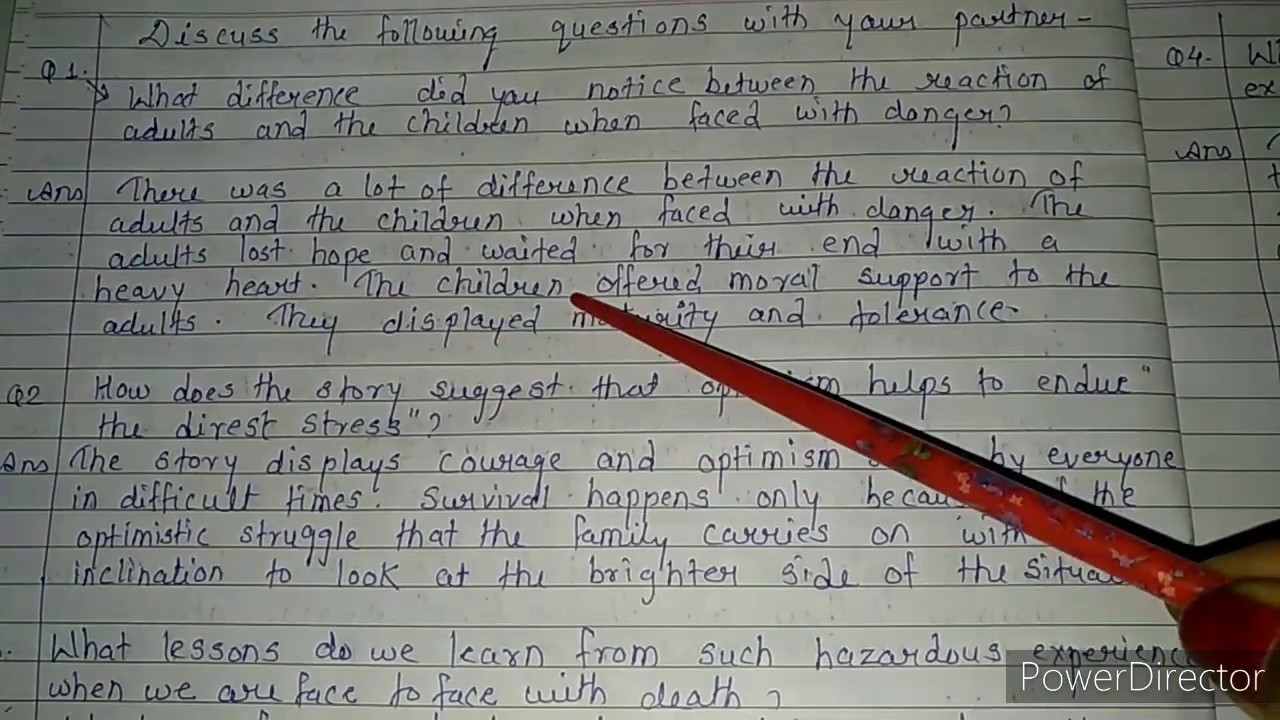 Discuss the following questions with your partner -
Q1.
What difference did you notice between the reaction of
adults and the children when faced with danger?
Ans There was a lot of difference between the reaction of
adults and the children when faced with danger. The
adults lost hope and waited for their end with a
heavy heart. The children offered moral support to the
adults. They displayed and tolerance.
Q2 How does the story suggest that helps to endue"
the direst stress"?
Ans The story displays courage and optimism by everyone
in difficult times. Survival happens only the
optimistic struggle that the family carries on with
inclination to look at the brighter side of the
What lessons do we learn from such hazardous
when we are face to face with death?
Q4.
ex
Ans
PowerDirector